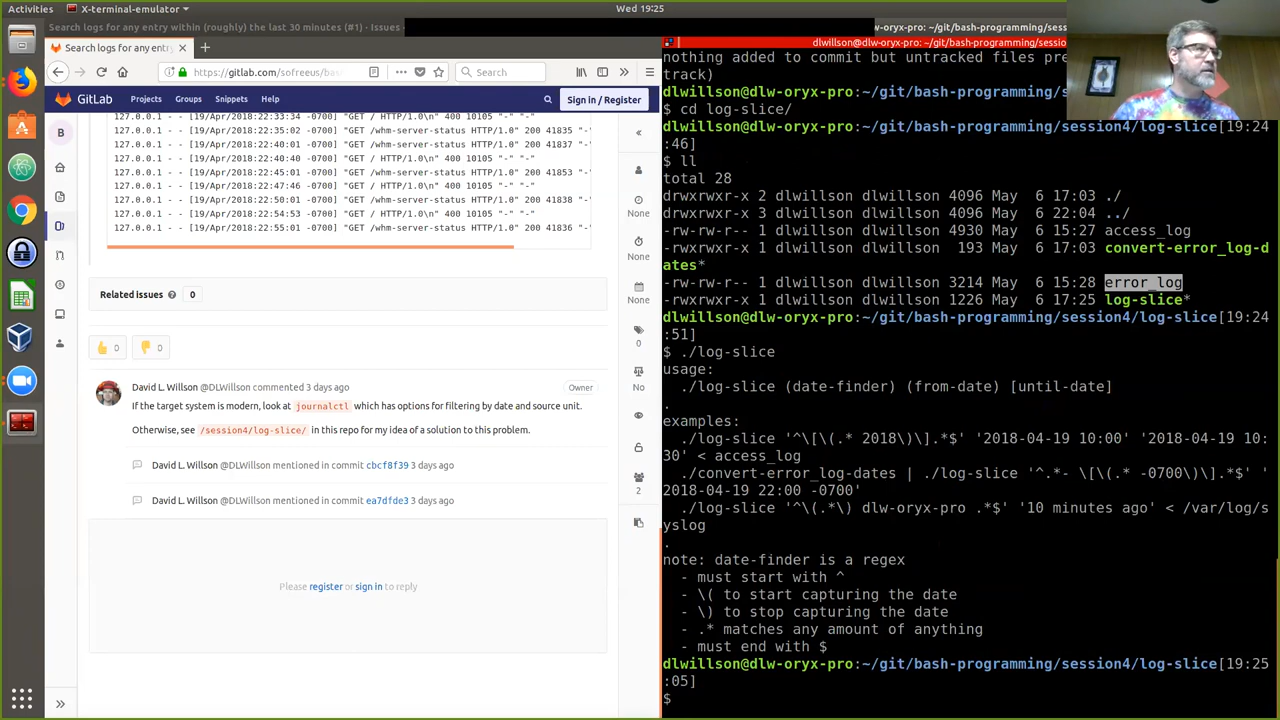 Activities
X-terminal-emulator
Wed 19:25
Search logs for any entry within (roughly) the last 30 minutes (#1) · Issues ·
dlwillson@dlw-oryx-pro: ~/git/bash-programming/sess
Search logs for any entry
dlwillson@dlw-oryx-pro: ~/git/bash-programming/session
https://gitlab.com/sofreeus/bas
Search
GitLab
Projects
Groups
Snippets
Help
Sign in / Register
B
127.0.0.1 - - [19/Apr/2018:22:33:34 -0700] "GET / HTTP/1.0\n" 400 10105 "-" "-"
127.0.0.1 - - [19/Apr/2018:22:35:02 -0700] "GET /whm-server-status HTTP/1.0" 200 41835 "-"
127.0.0.1 - - [19/Apr/2018:22:40:01 -0700] "GET /whm-server-status HTTP/1.0" 200 41837 "-"
127.0.0.1 - - [19/Apr/2018:22:40:40 -0700] "GET / HTTP/1.0\n" 400 10105 "-" "-"
127.0.0.1 - - [19/Apr/2018:22:45:01 -0700] "GET /whm-server-status HTTP/1.0" 200 41853 "-"
127.0.0.1 - - [19/Apr/2018:22:47:46 -0700] "GET / HTTP/1.0\n" 400 10105 "-" "-"
127.0.0.1 - - [19/Apr/2018:22:50:01 -0700] "GET /whm-server-status HTTP/1.0" 200 41838 "-"
127.0.0.1 - - [19/Apr/2018:22:54:53 -0700] "GET / HTTP/1.0\n" 400 10105 "-" "-"
127.0.0.1 - - [19/Apr/2018:22:55:01 -0700] "GET /whm-server-status HTTP/1.0" 200 41836 "-"
Related issues
0
0
0
David L. Willson @DLWillson commented 3 days ago
Owner
If the target system is modern, look at journalctl which has options for filtering by date and source unit.
Otherwise, see /session4/log-slice/ in this repo for my idea of a solution to this problem.
David L. Willson @DLWillson mentioned in commit cbcf8f39 3 days ago
David L. Willson @DLWillson mentioned in commit ea7dfde3 3 days ago
Please register or sign in to reply
None
None
None
0
No
2
nothing added to commit but untracked files pre
track)
dlwillson@dlw-oryx-pro:~/git/bash-programming/s
$ cd log-slice/
dlwillson@dlw-oryx-pro:~/git/bash-programming/session4/log-slice[19:24
:46]
$ ll
total 28
drwxrwxr-x 2 dlwillson dlwillson 4096 May  6 17:03 ./
drwxrwxr-x 3 dlwillson dlwillson 4096 May  6 22:04 ../
-rw-rw-r-- 1 dlwillson dlwillson 4930 May  6 15:27 access_log
-rwxrwxr-x 1 dlwillson dlwillson  193 May  6 17:03 convert-error_log-d
ates*
-rw-rw-r-- 1 dlwillson dlwillson 3214 May  6 15:28 error_log
-rwxrwxr-x 1 dlwillson dlwillson 1226 May  6 17:25 log-slice*
dlwillson@dlw-oryx-pro:~/git/bash-programming/session4/log-slice[19:24
:51]
$ ./log-slice
usage:
./log-slice (date-finder) (from-date) [until-date]
.
examples:
./log-slice '^\[\(.* 2018\)\].*$' '2018-04-19 10:00' '2018-04-19 10:
30' < access_log
./convert-error_log-dates | ./log-slice '^.*- \[\(.* -0700\)\].*$' '
2018-04-19 22:00 -0700'
./log-slice '^\(.*\) dlw-oryx-pro .*$' '10 minutes ago' < /var/log/s
yslog
.
note: date-finder is a regex
- must start with ^
- \( to start capturing the date
- \) to stop capturing the date
- .* matches any amount of anything
- must end with $
dlwillson@dlw-oryx-pro:~/git/bash-programming/session4/log-slice[19:25
:05]
$